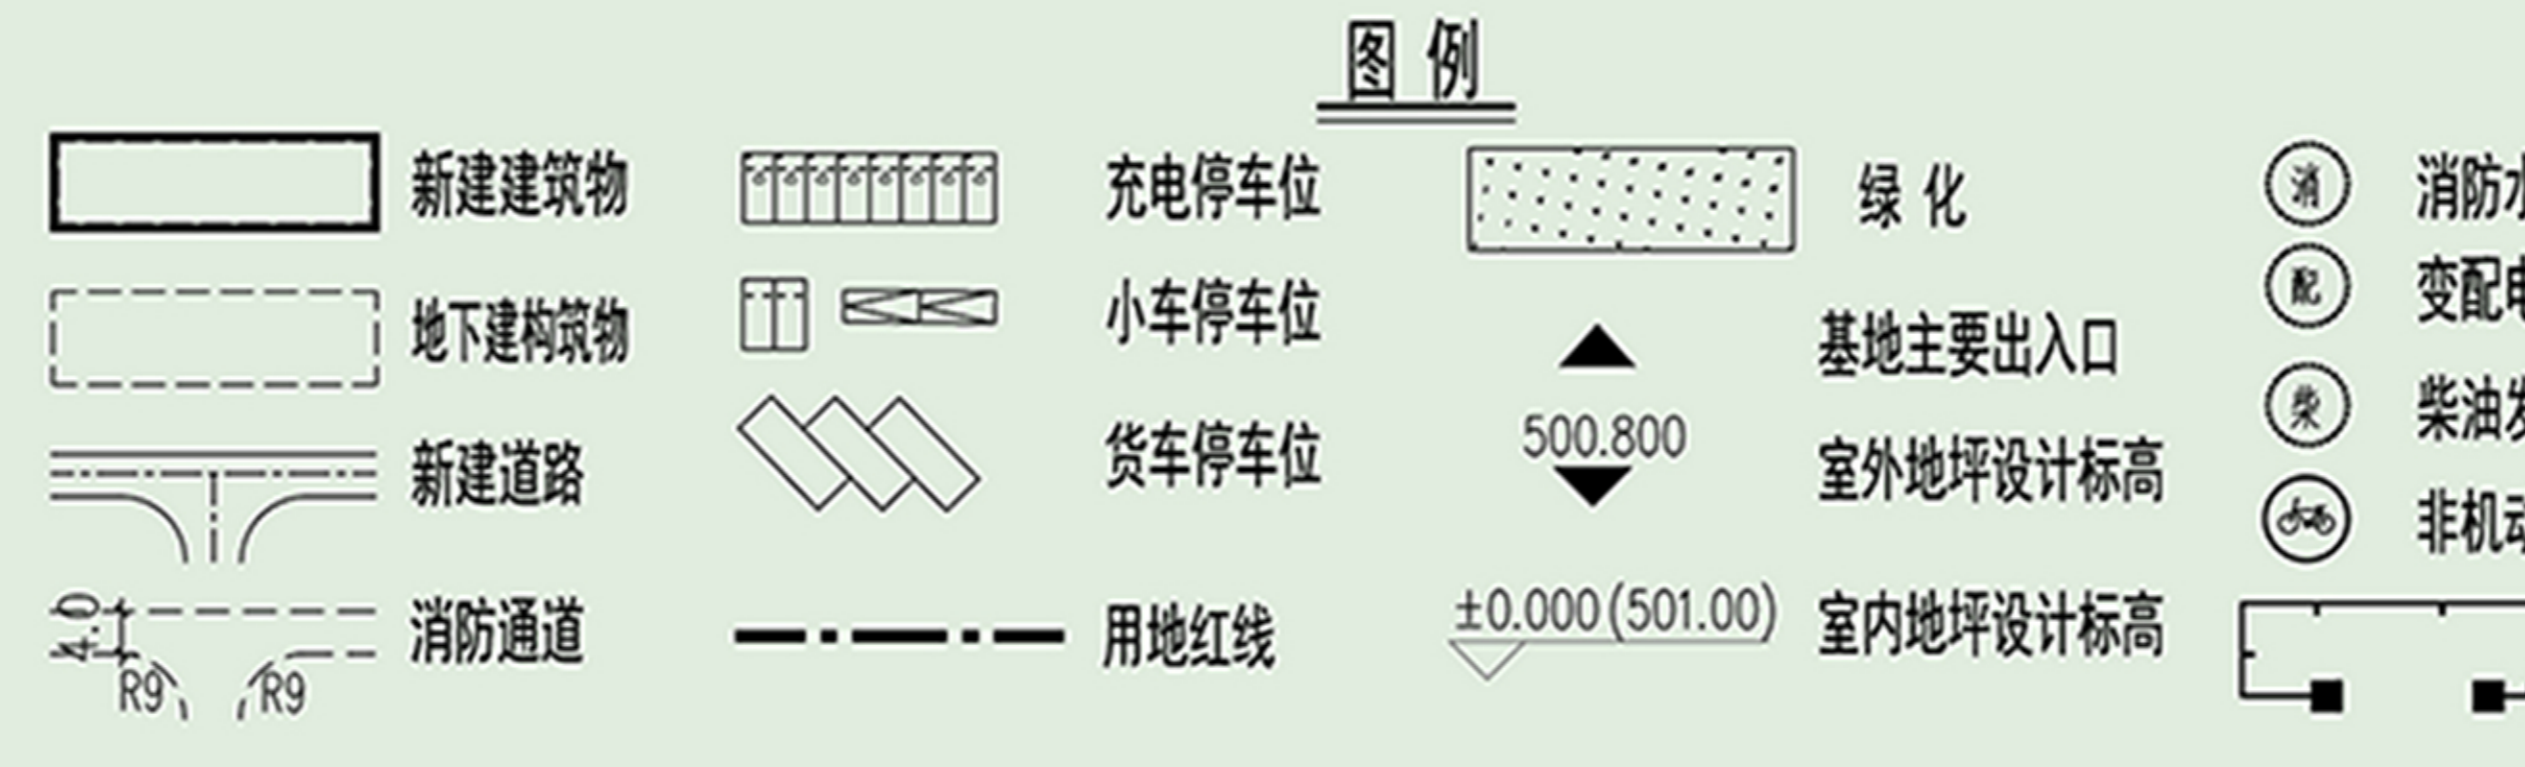 图 例
新建建筑物
充电停车位
绿 化
消 消防水
地下建构筑物
小车停车位
基地主要出入口
配 变配电
新建道路
货车停车位
500.800
室外地坪设计标高
柴 柴油发
非机动
4.0
R9 R9
消防通道
用地红线
±0.000(501.00)
室内地坪设计标高